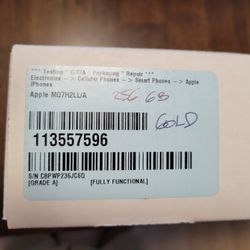 *** Testing * E-Z/A * Packaging * Repair ***
Electronics --> Cellular Phones --> Smart Phones --> Apple
iPhones
Apple MQ7H2LL/A
256 GB
GOLD
113557596
S/N C8PWP236JC6Q
[GRADE A] [FULLY FUNCTIONAL]